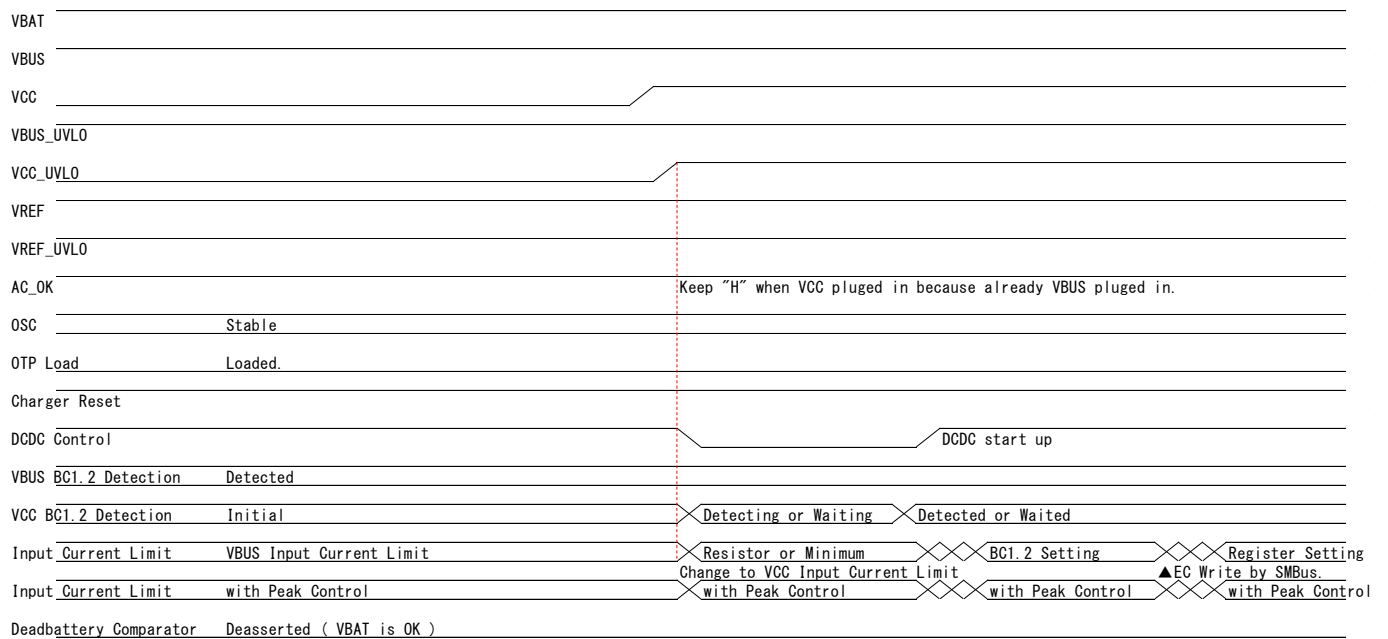 VBAT
VBUS
VCC
VBUS_UVLO
VCC_UVLO
VREF
VREF_UVLO
AC_OK Keep "H" when VCC pluged in because already VBUS pluged in.
OSC Stable
OTP Load Loaded.
Charger Reset
DCDC Control DCDC start up
VBUS BC1.2 Detection Detected
VCC BC1.2 Detection Initial Detecting or Waiting Detected or Waited
Input Current Limit VBUS Input Current Limit Resistor or Minimum BC1.2 Setting Register Setting
Change to VCC Input Current Limit ▲EC Write by SMBus.
Input Current Limit with Peak Control with Peak Control with Peak Control with Peak Control
Deadbattery Comparator Deasserted ( VBAT is OK )